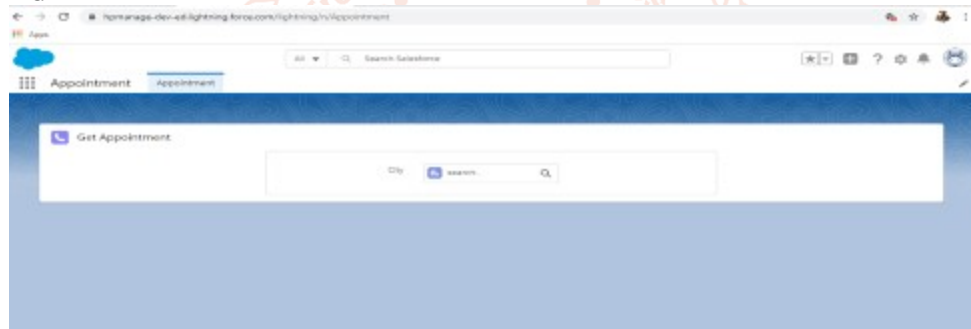 hpmanage-dev-ed.lightning.force.com/lightning/n/Appointment
Apps
All Search Salesforce
Appointment Appointment
Get Appointment
City search..